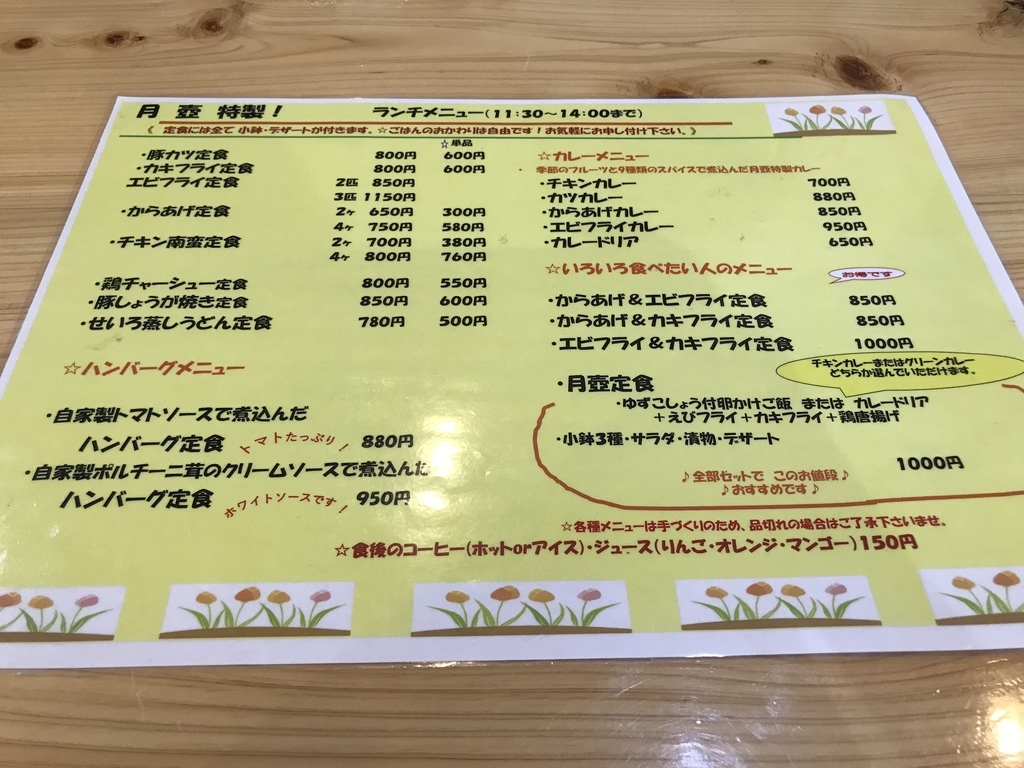 月 壺 特製！ ランチメニュー（11：30～14：00まで）
《 定食には全て 小鉢・デザートが付きます。☆ごはんのおかわりは自由です！お気軽にお申し付け下さい。》
☆単品
・豚カツ定食 800円 600円
・カキフライ定食 800円 600円
エビフライ定食 2匹 850円
3匹 1150円
・からあげ定食 2ヶ 650円 300円
4ヶ 750円 580円
・チキン南蛮定食 2ヶ 700円 380円
4ヶ 800円 760円
・鶏チャーシュー定食 800円 550円
・豚しょうが焼き定食 850円 600円
・せいろ蒸しうどん定食 780円 500円
☆ハンバーグメニュー
・自家製トマトソースで煮込んだ
ハンバーグ定食 トマトたっぷり！ 880円
・自家製ポルチーニ茸のクリームソースで煮込んだ
ハンバーグ定食 ホワイトソースです！ 950円
☆カレーメニュー
・ 季節のフルーツと9種類のスパイスで煮込んだ月壺特製カレー
・チキンカレー 700円
・カツカレー 880円
・からあげカレー 850円
・エビフライカレー 950円
・カレードリア 650円
☆いろいろ食べたい人のメニュー お得です
・からあげ＆エビフライ定食 850円
・からあげ＆カキフライ定食 850円
・エビフライ＆カキフライ定食 1000円
チキンカレーまたはグリーンカレー
どちらか選んでいただけます。
・月壺定食
・ゆずこしょう付卵かけご飯 または カレードリア
＋えびフライ＋カキフライ＋鶏唐揚げ
・小鉢3種・サラダ・漬物・デザート
1000円
♪全部セットで このお値段♪
♪おすすめです♪
☆各種メニューは手づくりのため、品切れの場合はご了承下さいませ。
☆食後のコーヒー（ホットorアイス）・ジュース（りんご・オレンジ・マンゴー）150円